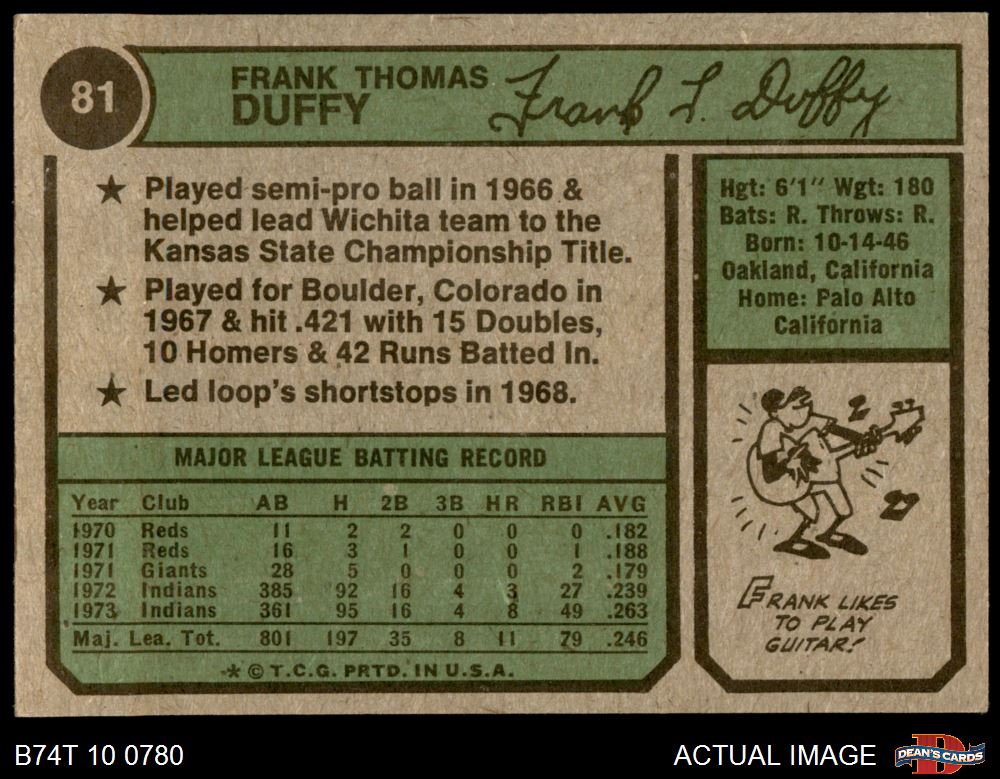 81
FRANK THOMAS
DUFFY
Frank T. Duffy
★ Played semi-pro ball in 1966 &
helped lead Wichita team to the
Kansas State Championship Title.
★ Played for Boulder, Colorado in
1967 & hit .421 with 15 Doubles,
10 Homers & 42 Runs Batted In.
★ Led loop's shortstops in 1968.
Hgt: 6'1" Wgt: 180
Bats: R. Throws: R.
Born: 10-14-46
Oakland, California
Home: Palo Alto
California
MAJOR LEAGUE BATTING RECORD
Year Club AB H 2B 3B HR RBI AVG
1970 Reds 11 2 2 0 0 0 .182
1971 Reds 16 3 1 0 0 1 .188
1971 Giants 28 5 0 0 0 2 .179
1972 Indians 385 92 16 4 3 27 .239
1973 Indians 361 95 16 4 8 49 .263
Maj. Lea. Tot. 801 197 35 8 11 79 .246
* © T.C.G. PRTD. IN U.S.A.
FRANK LIKES
TO PLAY
GUITAR!
B74T 10 0780
ACTUAL IMAGE
DEAN'S CARDS